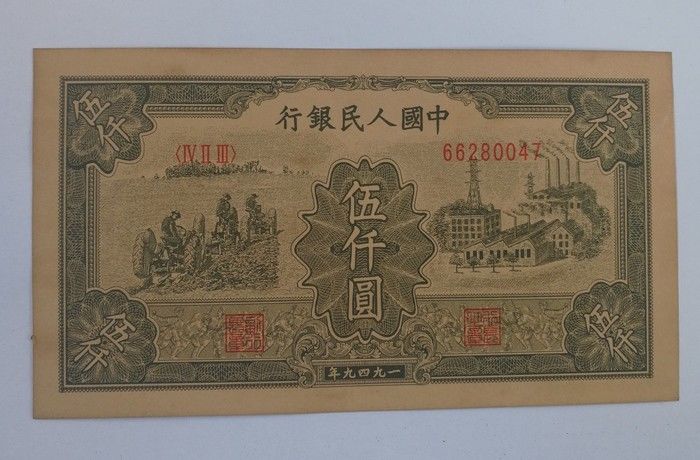 伍仟
伍仟
行銀民人國中
〈Ⅳ Ⅱ Ⅲ〉
66280047
伍仟圓
伍仟
伍仟
年九四九一